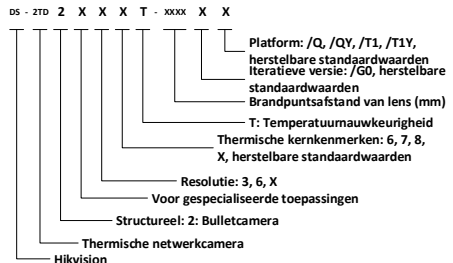 DS - 2TD 2 X X X T - XXXX X X
Platform: /Q, /QY, /T1, /T1Y,
herstelbare standaardwaarden
Iteratieve versie: /G0, herstelbare
standaardwaarden
Brandpuntsafstand van lens (mm)
T: Temperatuurnauwkeurigheid
Thermische kernkenmerken: 6, 7, 8,
X, herstelbare standaardwaarden
Resolutie: 3, 6, X
Voor gespecialiseerde toepassingen
Structureel: 2: Bulletcamera
Thermische netwerkcamera
Hikvision